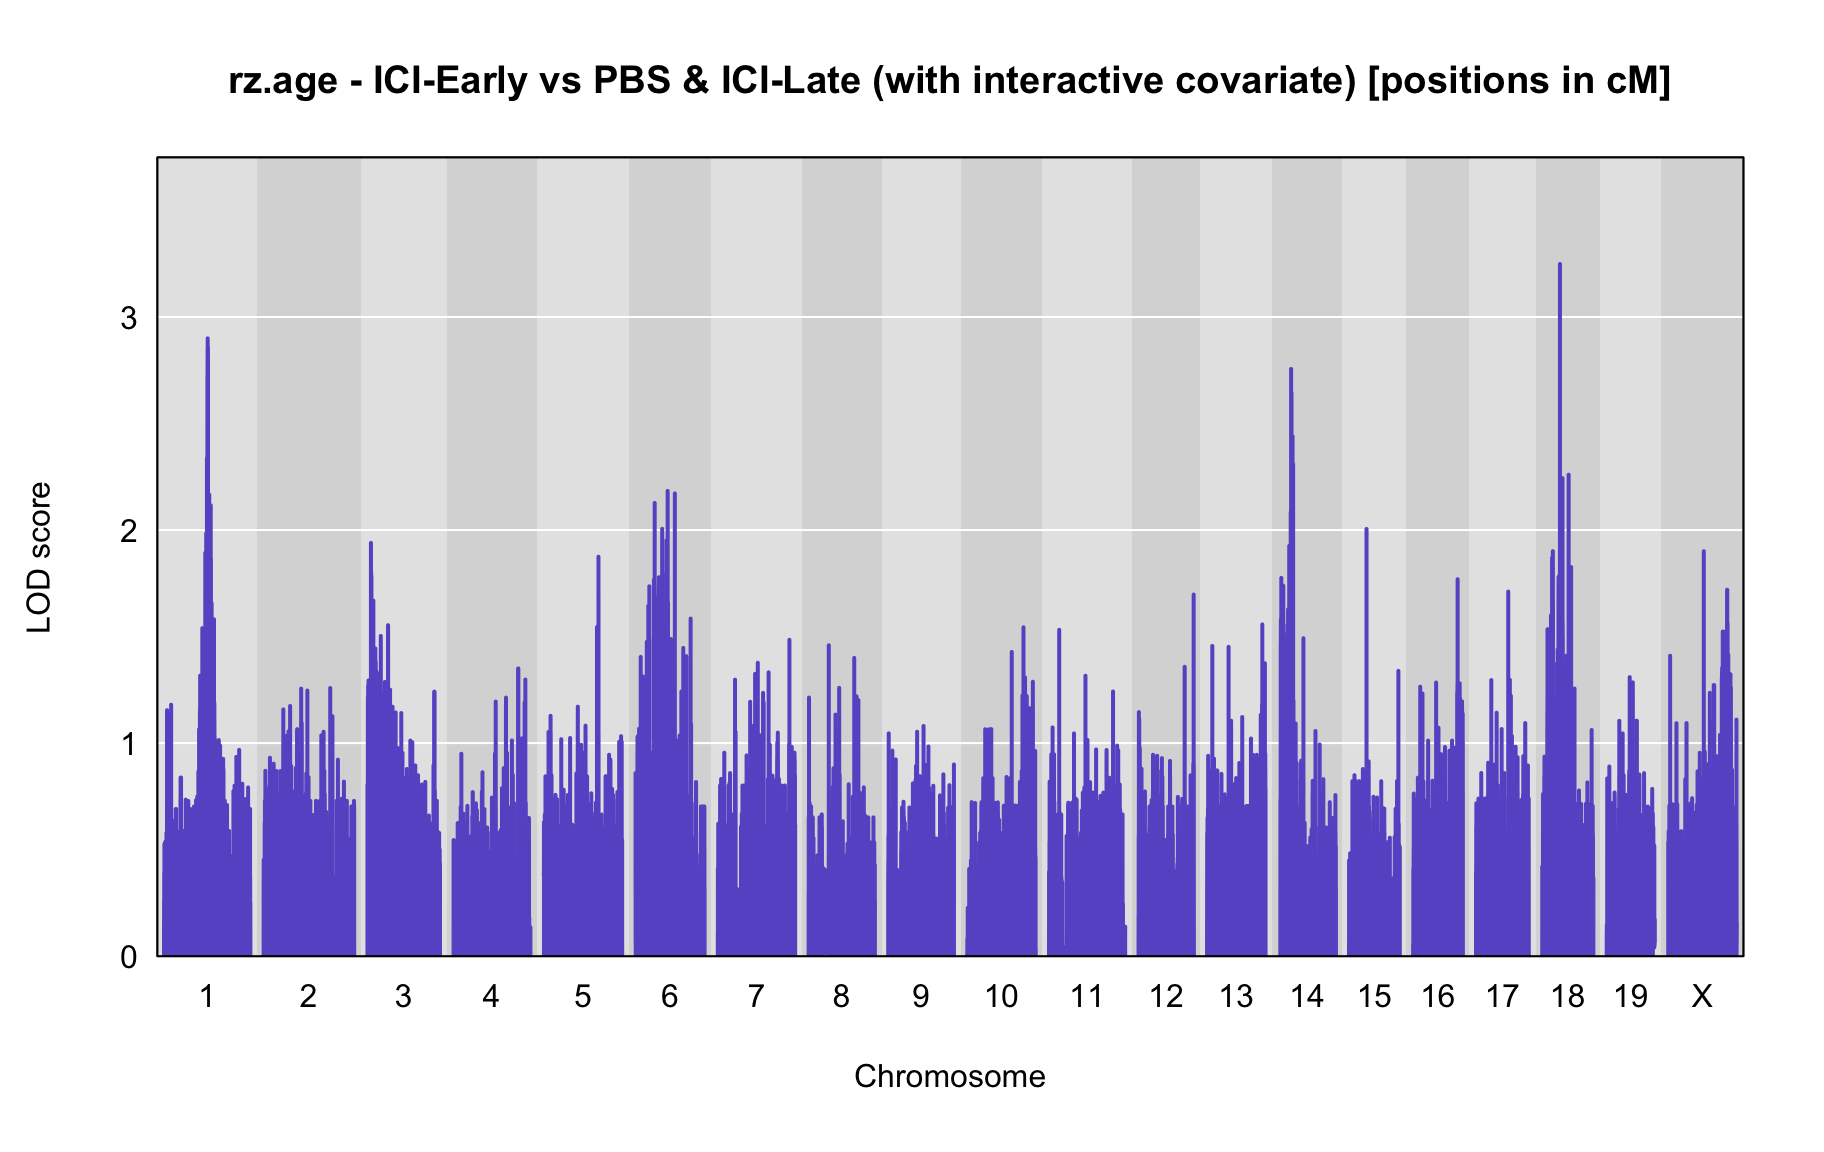 rz.age - ICI-Early vs PBS & ICI-Late (with interactive covariate) [positions in cM]
LOD score
3
2
1
0
1 2 3 4 5 6 7 8 9 10 11 12 13 14 15 16 17 18 19 X
Chromosome